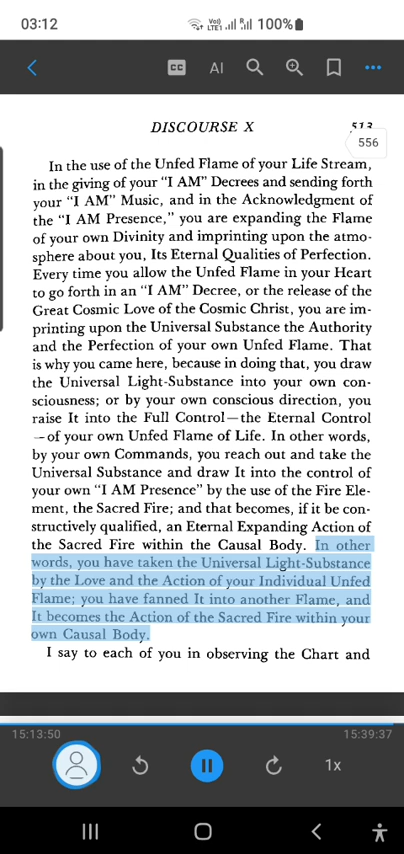 03:12
Vo))
LTE1
R
100%
CC
AI
DISCOURSE X
513
556
In the use of the Unfed Flame of your Life Stream,
in the giving of your “I AM” Decrees and sending forth
your “I AM” Music, and in the Acknowledgment of
the “I AM Presence,” you are expanding the Flame
of your own Divinity and imprinting upon the atmo-
sphere about you, Its Eternal Qualities of Perfection.
Every time you allow the Unfed Flame in your Heart
to go forth in an “I AM” Decree, or the release of the
Great Cosmic Love of the Cosmic Christ, you are im-
printing upon the Universal Substance the Authority
and the Perfection of your own Unfed Flame. That
is why you came here, because in doing that, you draw
the Universal Light-Substance into your own con-
sciousness; or by your own conscious direction, you
raise It into the Full Control—the Eternal Control
—of your own Unfed Flame of Life. In other words,
by your own Commands, you reach out and take the
Universal Substance and draw It into the control of
your own “I AM Presence” by the use of the Fire Ele-
ment, the Sacred Fire; and that becomes, if it be con-
structively qualified, an Eternal Expanding Action of
the Sacred Fire within the Causal Body. In other
words, you have taken the Universal Light-Substance
by the Love and the Action of your Individual Unfed
Flame; you have fanned It into another Flame, and
It becomes the Action of the Sacred Fire within your
own Causal Body.
I say to each of you in observing the Chart and
15:13:50
15:39:37
1x